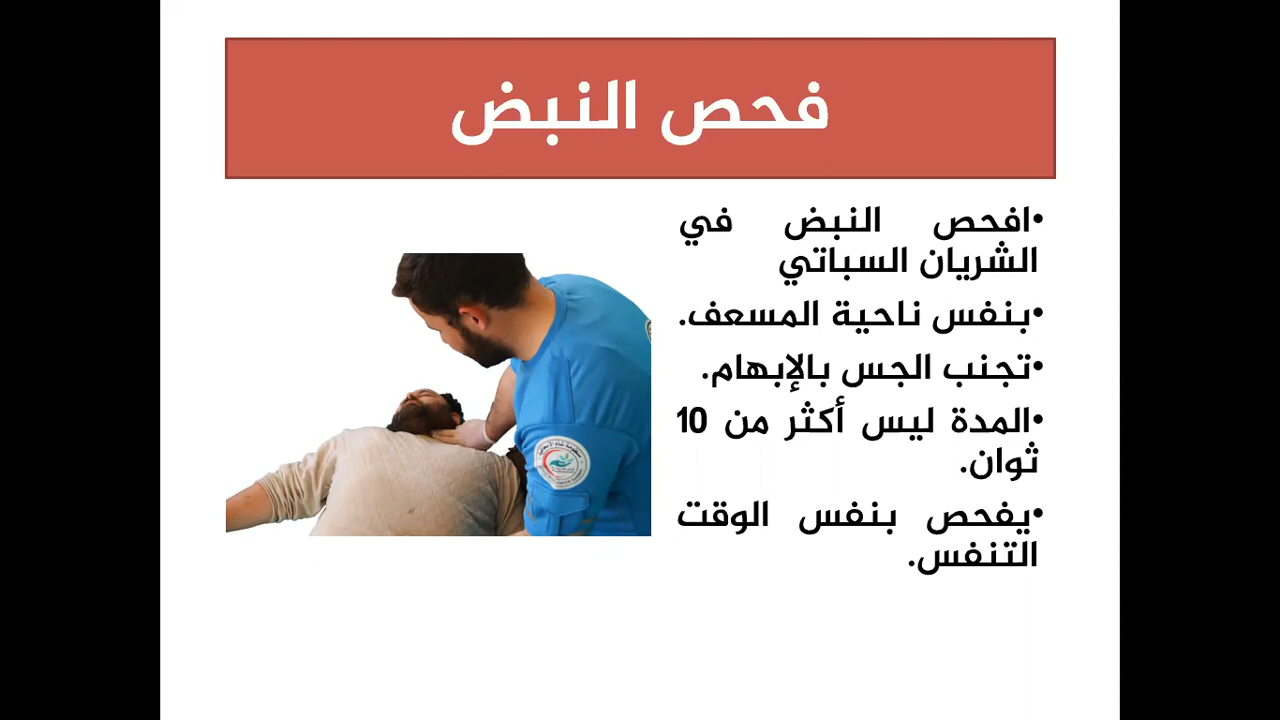 فحص النبض
•افحص النبض في
الشريان السباتي
•بنفس ناحية المسعف.
•تجنب الجس بالإبهام.
•المدة ليس أكثر من 10
ثوان.
•يفحص بنفس الوقت
التنفس.